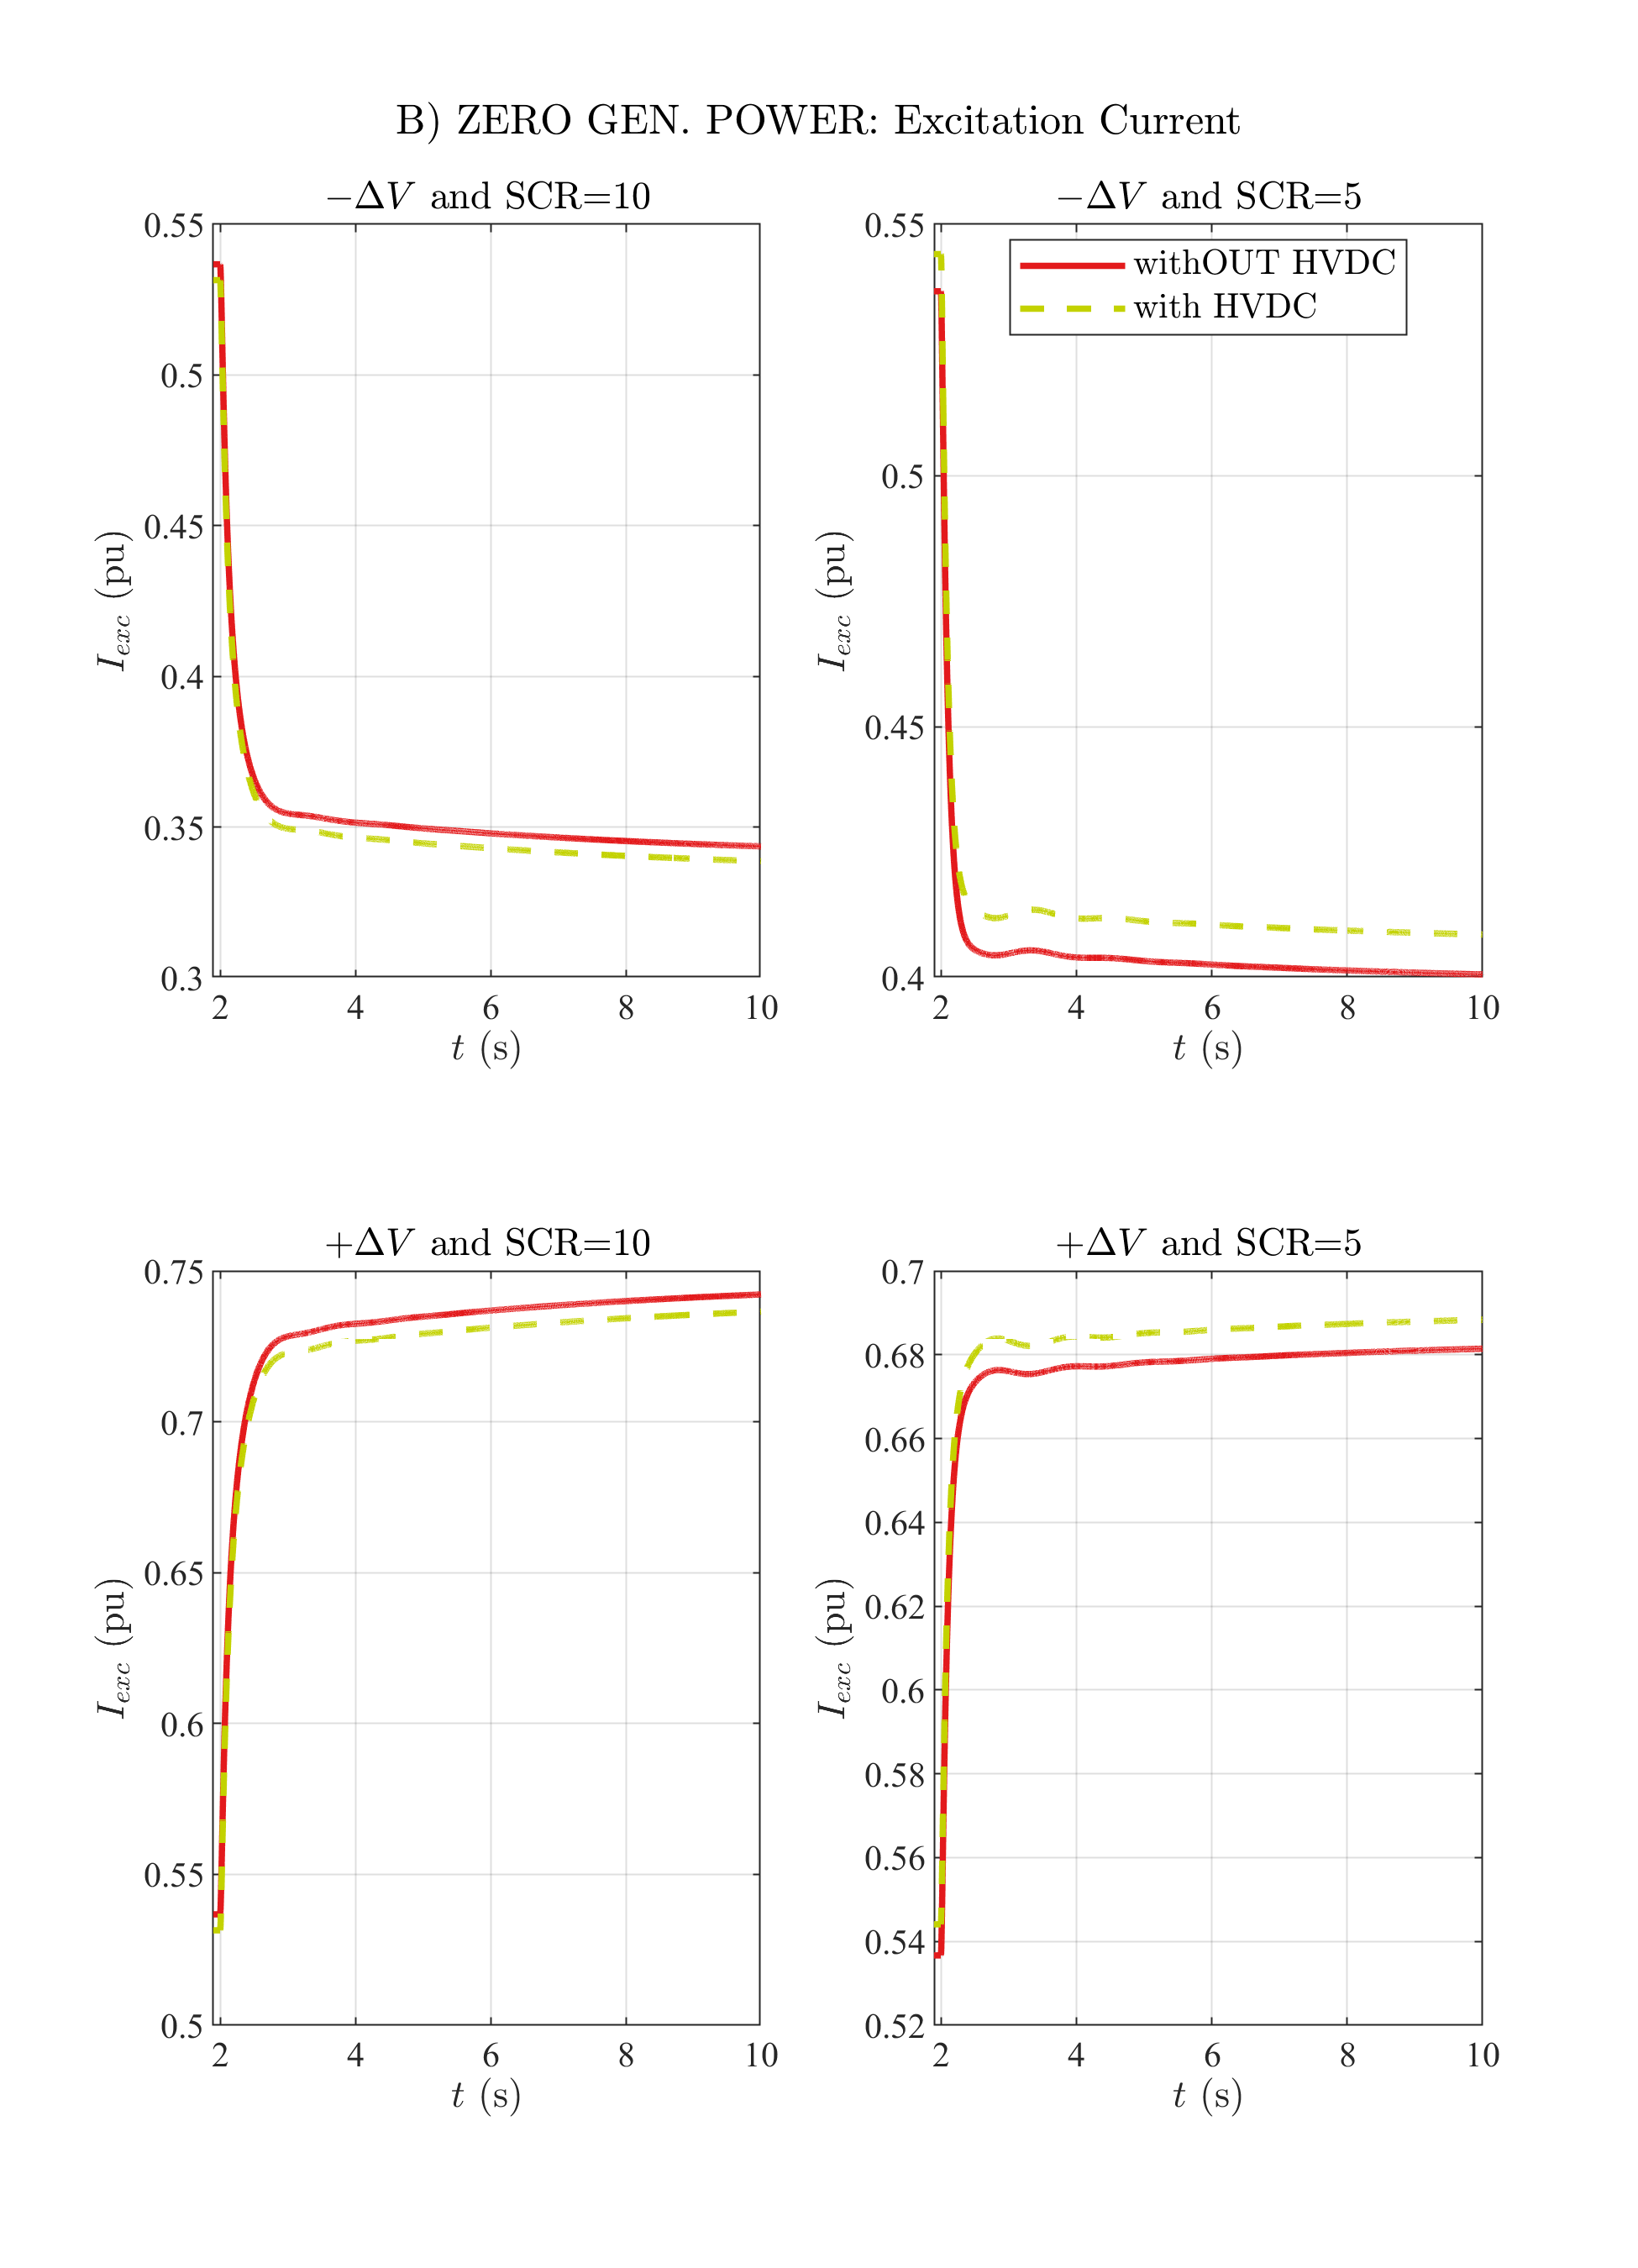 B) ZERO GEN. POWER: Excitation Current
−ΔV and SCR=10
0.55
0.5
0.45
0.4
0.35
0.3
I_exc (pu)
2 4 6 8 10
t (s)
−ΔV and SCR=5
withOUT HVDC
with HVDC
0.55
0.5
0.45
0.4
I_exc (pu)
2 4 6 8 10
t (s)
+ΔV and SCR=10
0.75
0.7
0.65
0.6
0.55
0.5
I_exc (pu)
2 4 6 8 10
t (s)
+ΔV and SCR=5
0.7
0.68
0.66
0.64
0.62
0.6
0.58
0.56
0.54
0.52
I_exc (pu)
2 4 6 8 10
t (s)